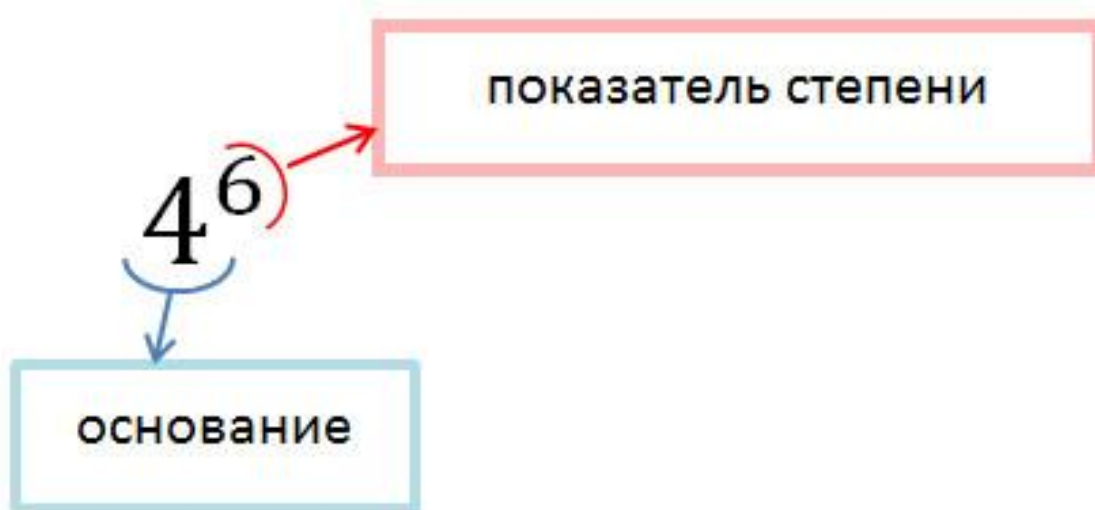 показатель степени
4⁶
основание